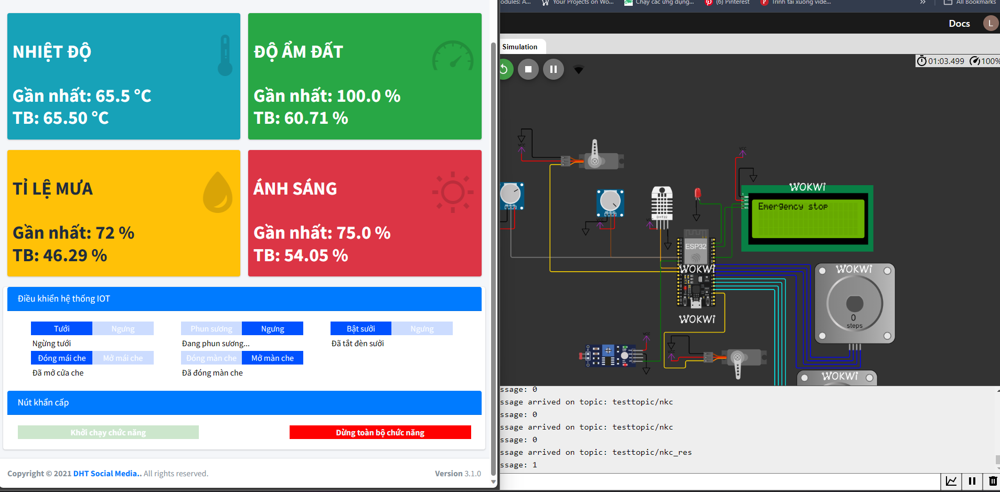 NHIỆT ĐỘ
Gần nhất: 65.5 °C
TB: 65.50 °C
ĐỘ ẨM ĐẤT
Gần nhất: 100.0 %
TB: 60.71 %
TỈ LỆ MƯA
Gần nhất: 72 %
TB: 46.29 %
ÁNH SÁNG
Gần nhất: 75.0 %
TB: 54.05 %
Điều khiển hệ thống IOT
Tưới Ngưng
Ngừng tưới
Phun sương Ngưng
Đang phun sương...
Bật sưởi Ngưng
Đã tắt đèn sưởi
Đóng mái che Mở mái che
Đã mở cửa che
Đóng màn che Mở màn che
Đã đóng màn che
Nút khẩn cấp
Khởi chạy chức năng Dừng toàn bộ chức năng
Copyright © 2021 DHT Social Media.. All rights reserved.
Version 3.1.0
odules: A... Your Projects on Wo... Chạy các ứng dụng... (6) Pinterest Trình tải xuống vide... » All Bookmarks
Docs L
Simulation
01:03.499 100%
VCC
VCC
WOKWI
Emergency stop
VCC
VCC
DHT22
ESP32
WOKWI
WOKWI
WOKWI
0
steps
VCC
VCC
WOKWI
ssage: 0
ssage arrived on topic: testtopic/nkc
ssage: 0
ssage arrived on topic: testtopic/nkc
ssage: 0
ssage arrived on topic: testtopic/nkc_res
ssage: 1